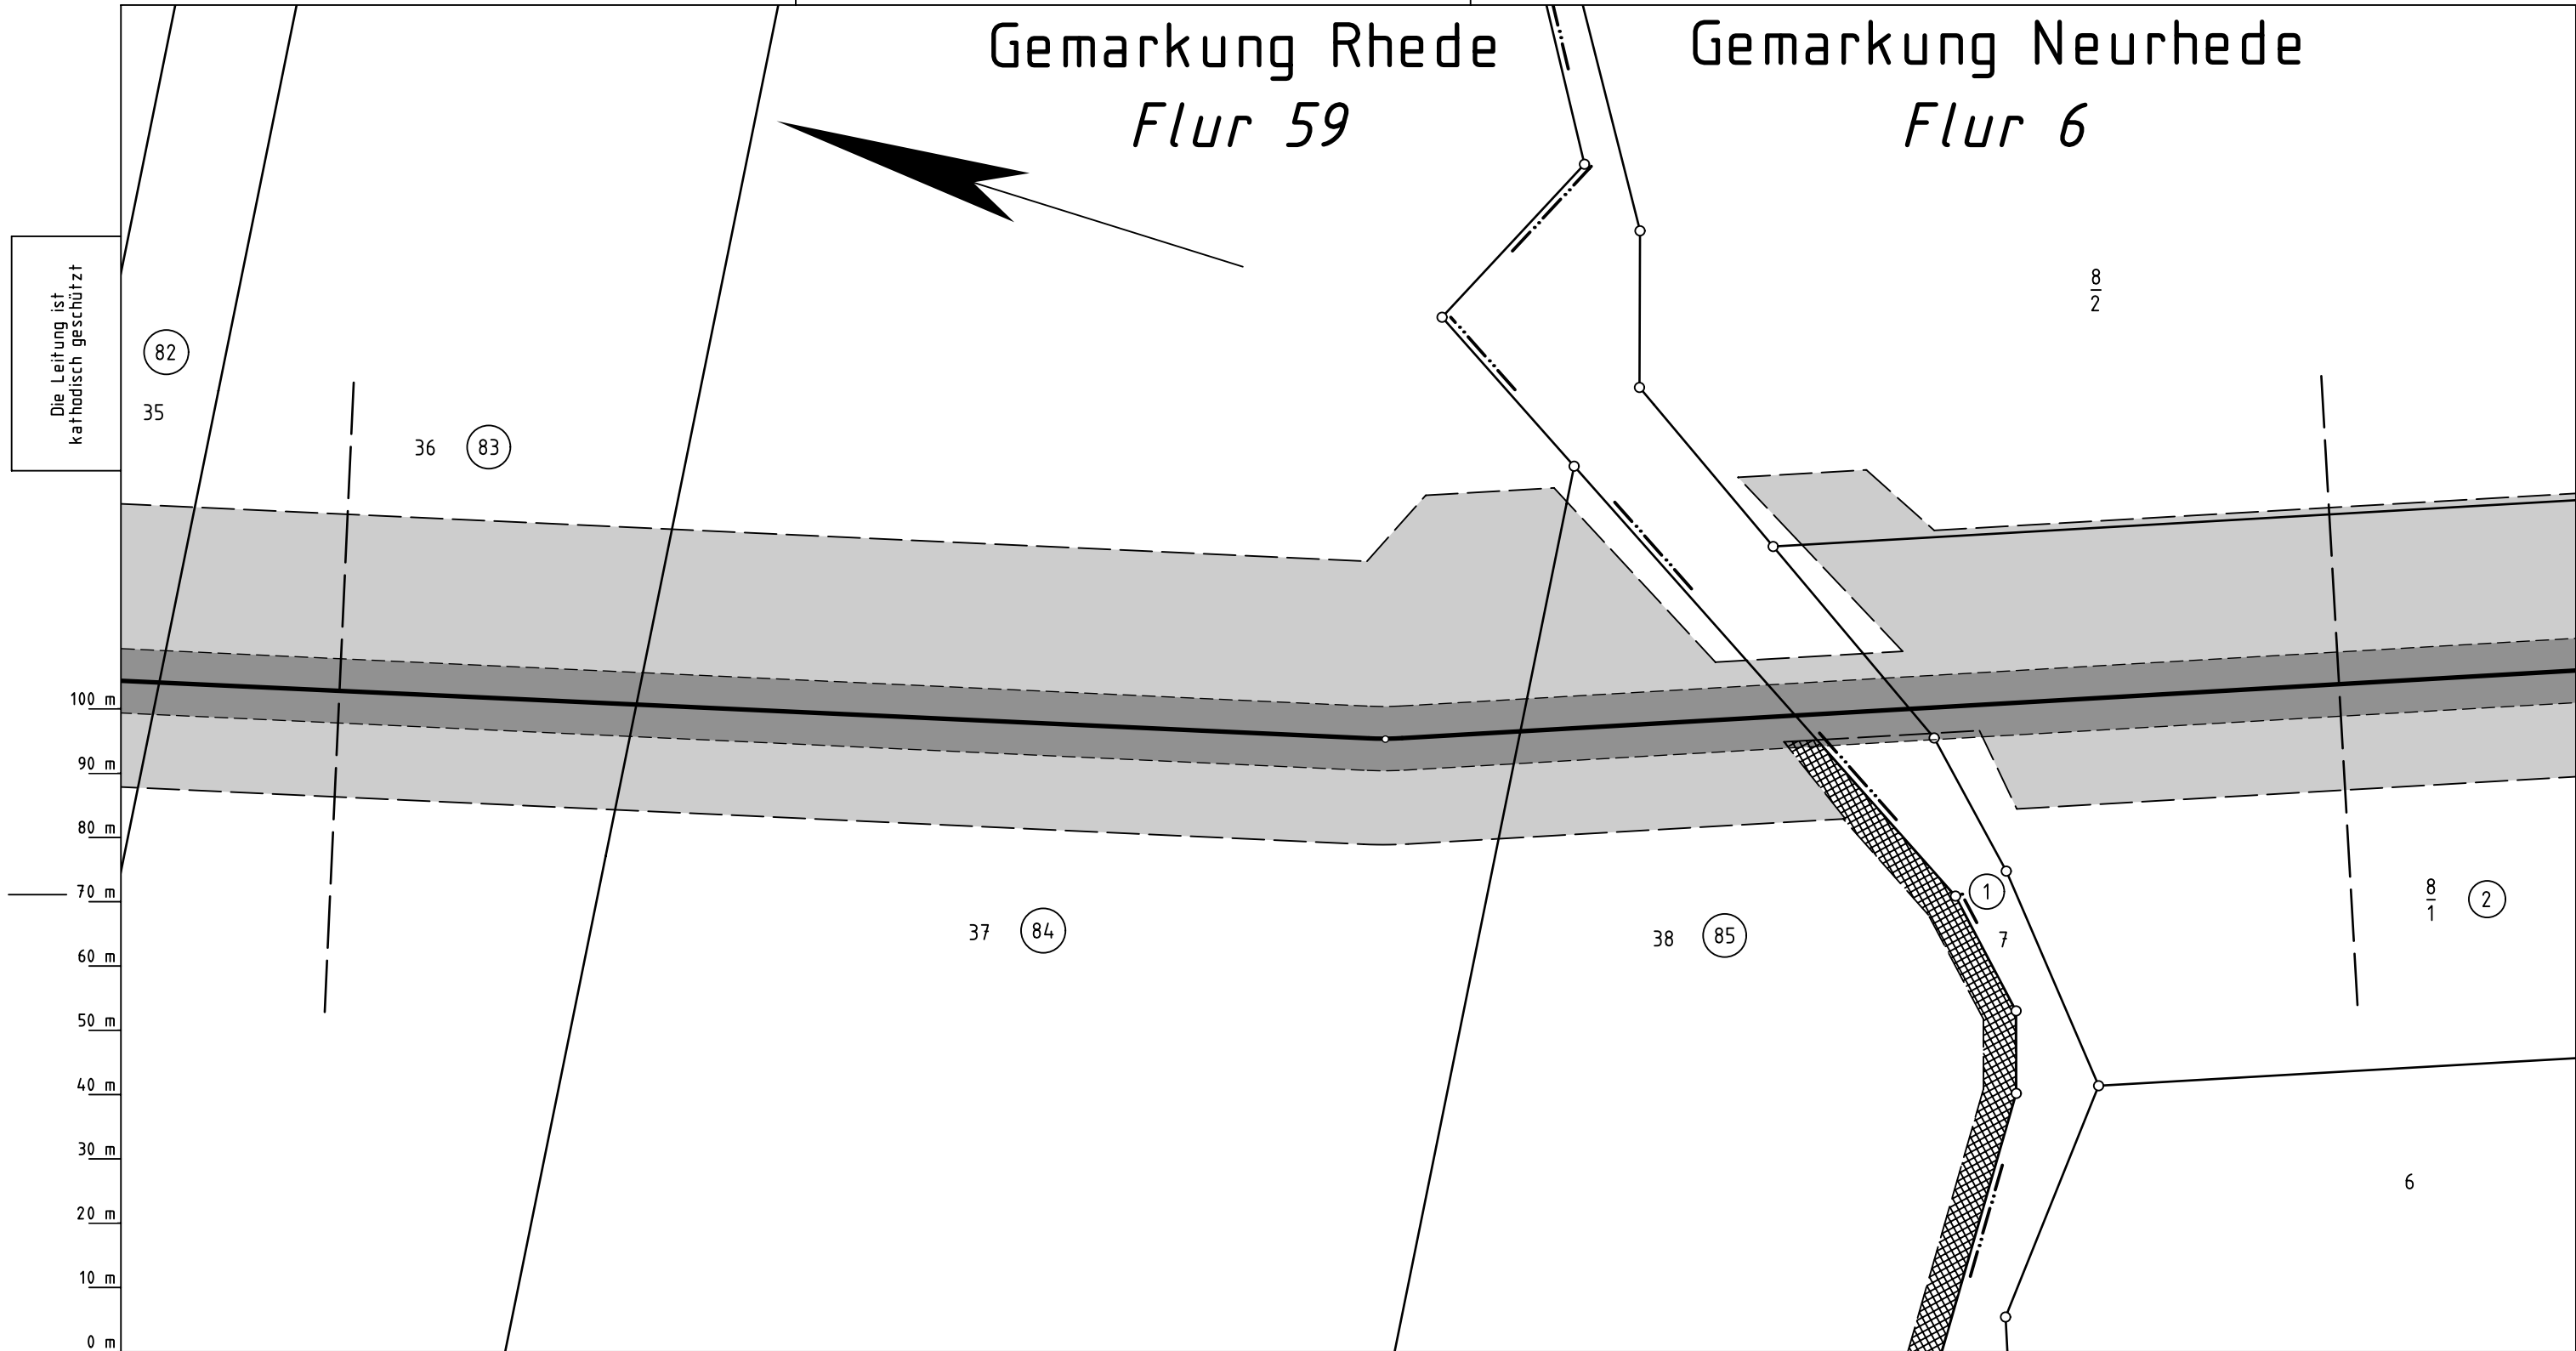 Gemarkung Rhede
Flur 59
Gemarkung Neurhede
Flur 6
Die Leitung ist
kathodisch geschützt
82
35
36 83
8
2
100 m
90 m
80 m
70 m
60 m
50 m
40 m
30 m
20 m
10 m
0 m
37 84
38 85
1
7
8
1
2
6